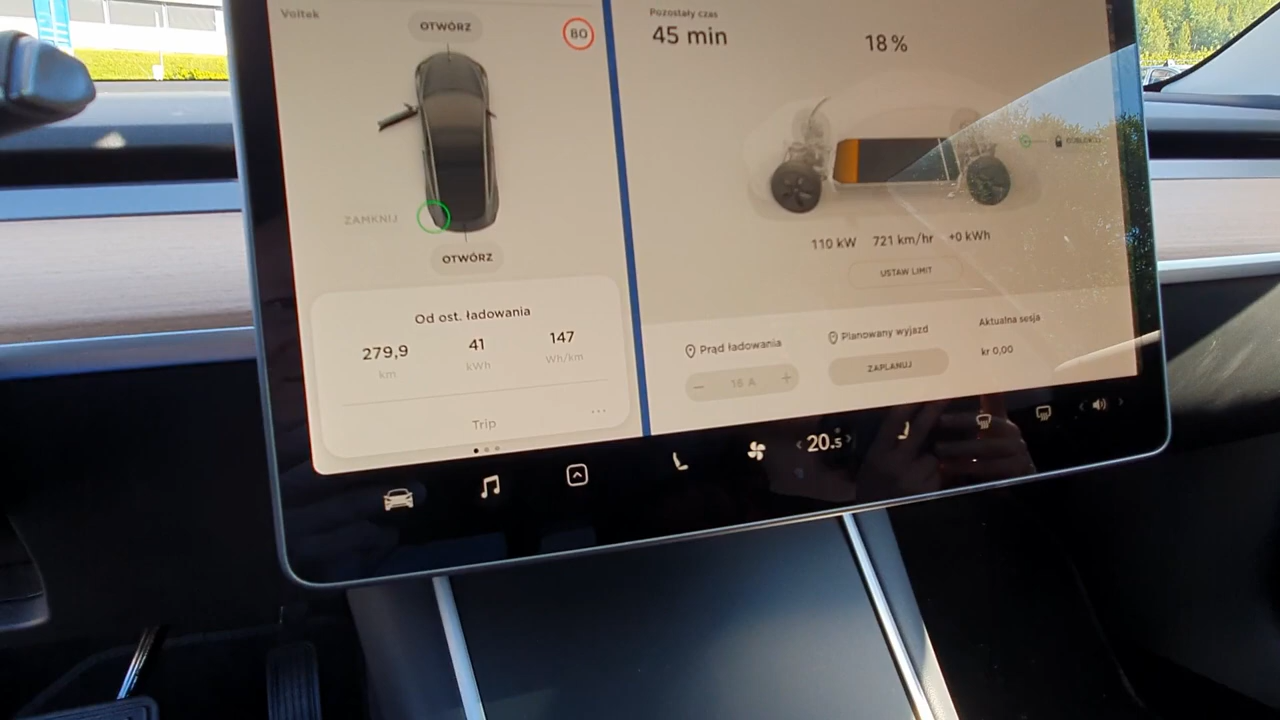 Voltek
OTWÓRZ
80
ZAMKNIJ
OTWÓRZ
Od ost. ładowania
279,9
km
41
kWh
147
Wh/km
Trip
Pozostały czas
45 min
18 %
ODBLOKUJ
110 kW
721 km/hr
+0 kWh
USTAW LIMIT
Prąd ładowania
− 16 A +
Planowany wyjazd
ZAPLANUJ
Aktualna sesja
kr 0,00
20.5